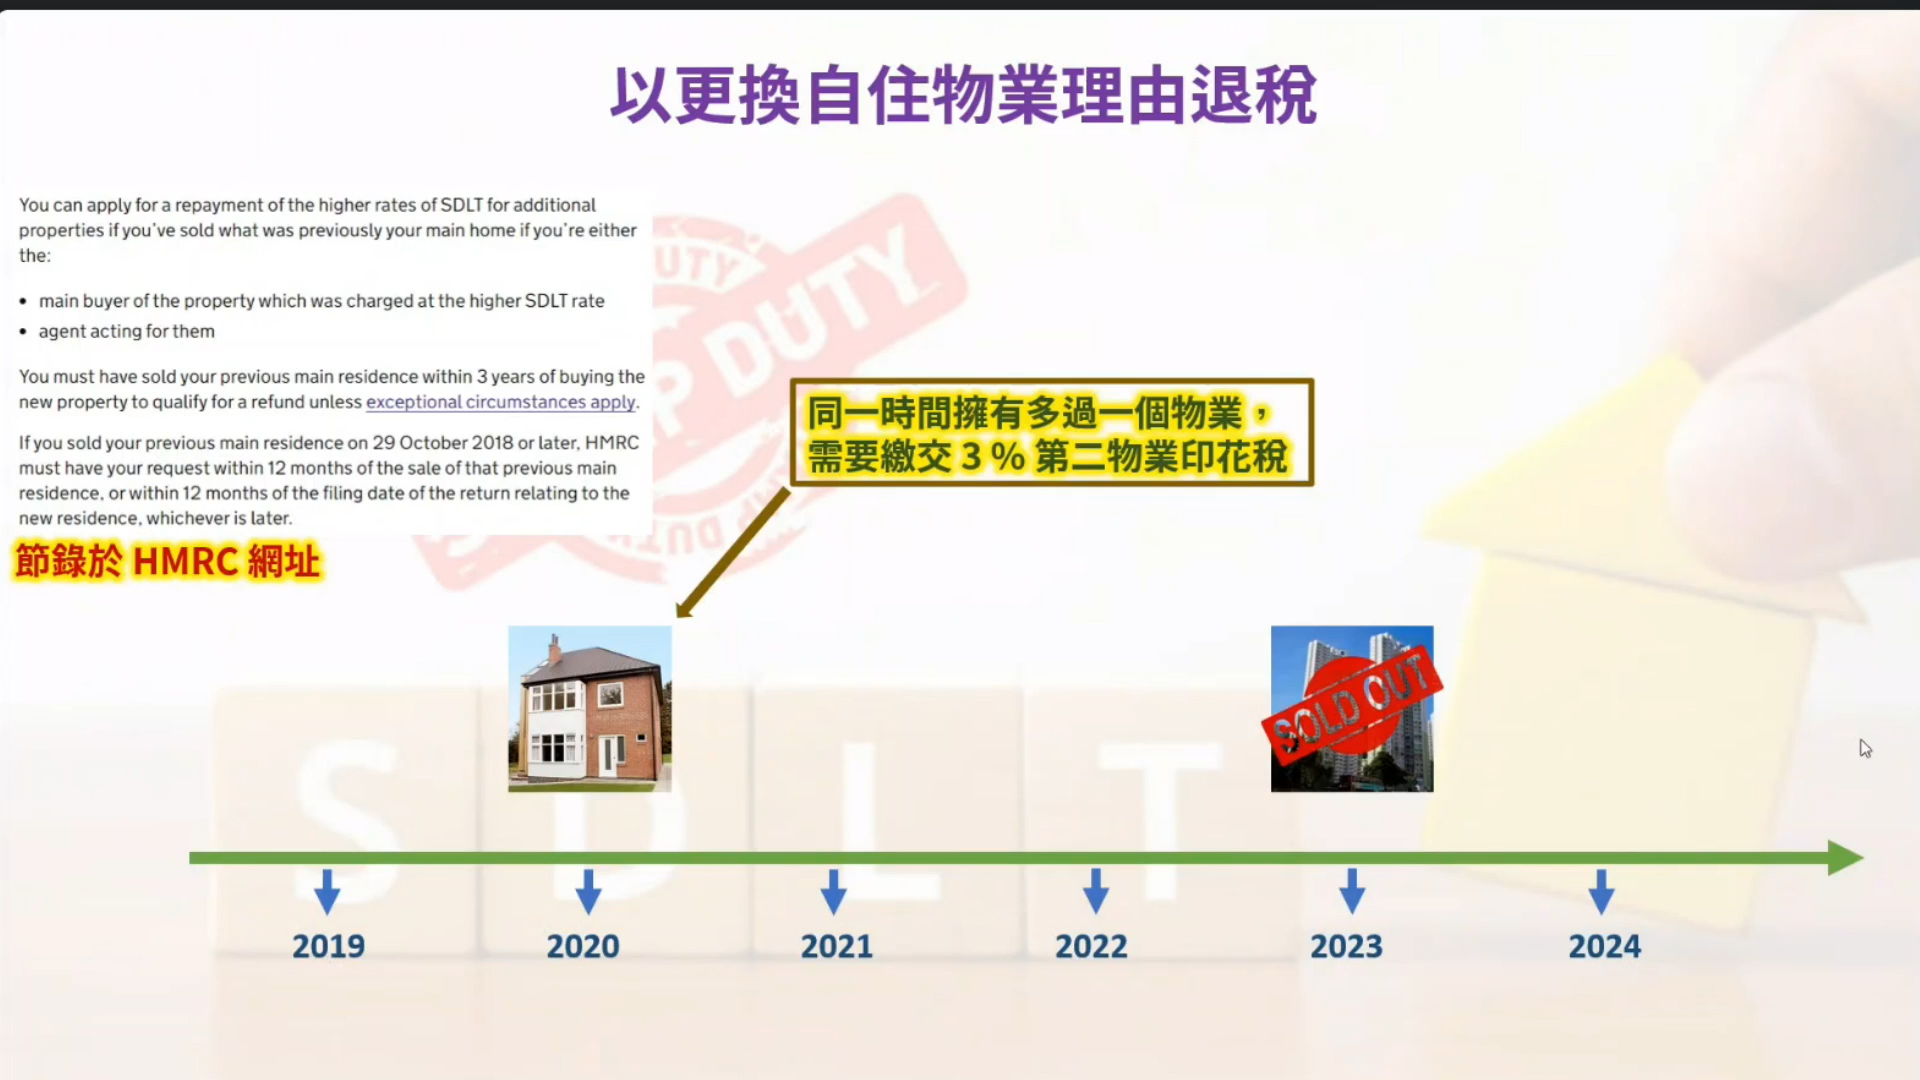 以更換自住物業理由退稅
You can apply for a repayment of the higher rates of SDLT for additional
properties if you've sold what was previously your main home if you're either
the:
• main buyer of the property which was charged at the higher SDLT rate
• agent acting for them
You must have sold your previous main residence within 3 years of buying the
new property to qualify for a refund unless exceptional circumstances apply.
If you sold your previous main residence on 29 October 2018 or later, HMRC
must have your request within 12 months of the sale of that previous main
residence, or within 12 months of the filing date of the return relating to the
new residence, whichever is later.
節錄於 HMRC 網址
UTY
P DUTY
同一時間擁有多過一個物業，
需要繳交 3 % 第二物業印花稅
SOLD OUT
S D L T
2019 2020 2021 2022 2023 2024